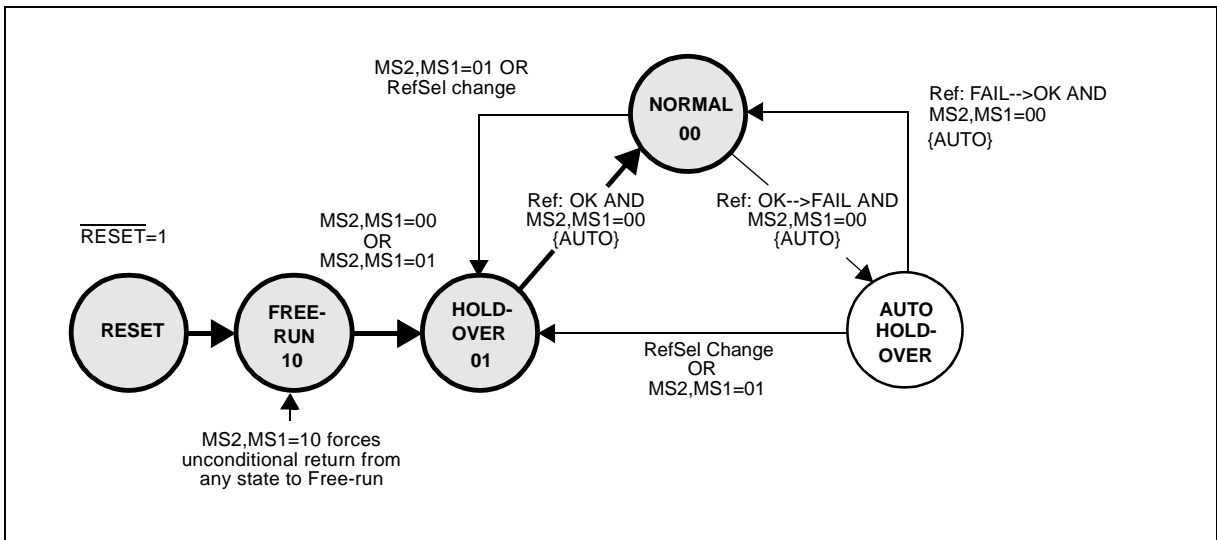 MS2,MS1=01 OR
RefSel change
NORMAL
00
Ref: FAIL-->OK AND
MS2,MS1=00
{AUTO}
Ref: OK AND
MS2,MS1=00
{AUTO}
Ref: OK-->FAIL AND
MS2,MS1=00
{AUTO}
RESET=1
MS2,MS1=00
OR
MS2,MS1=01
RESET
FREE-
RUN
10
HOLD-
OVER
01
AUTO
HOLD-
OVER
RefSel Change
OR
MS2,MS1=01
MS2,MS1=10 forces
unconditional return from
any state to Free-run